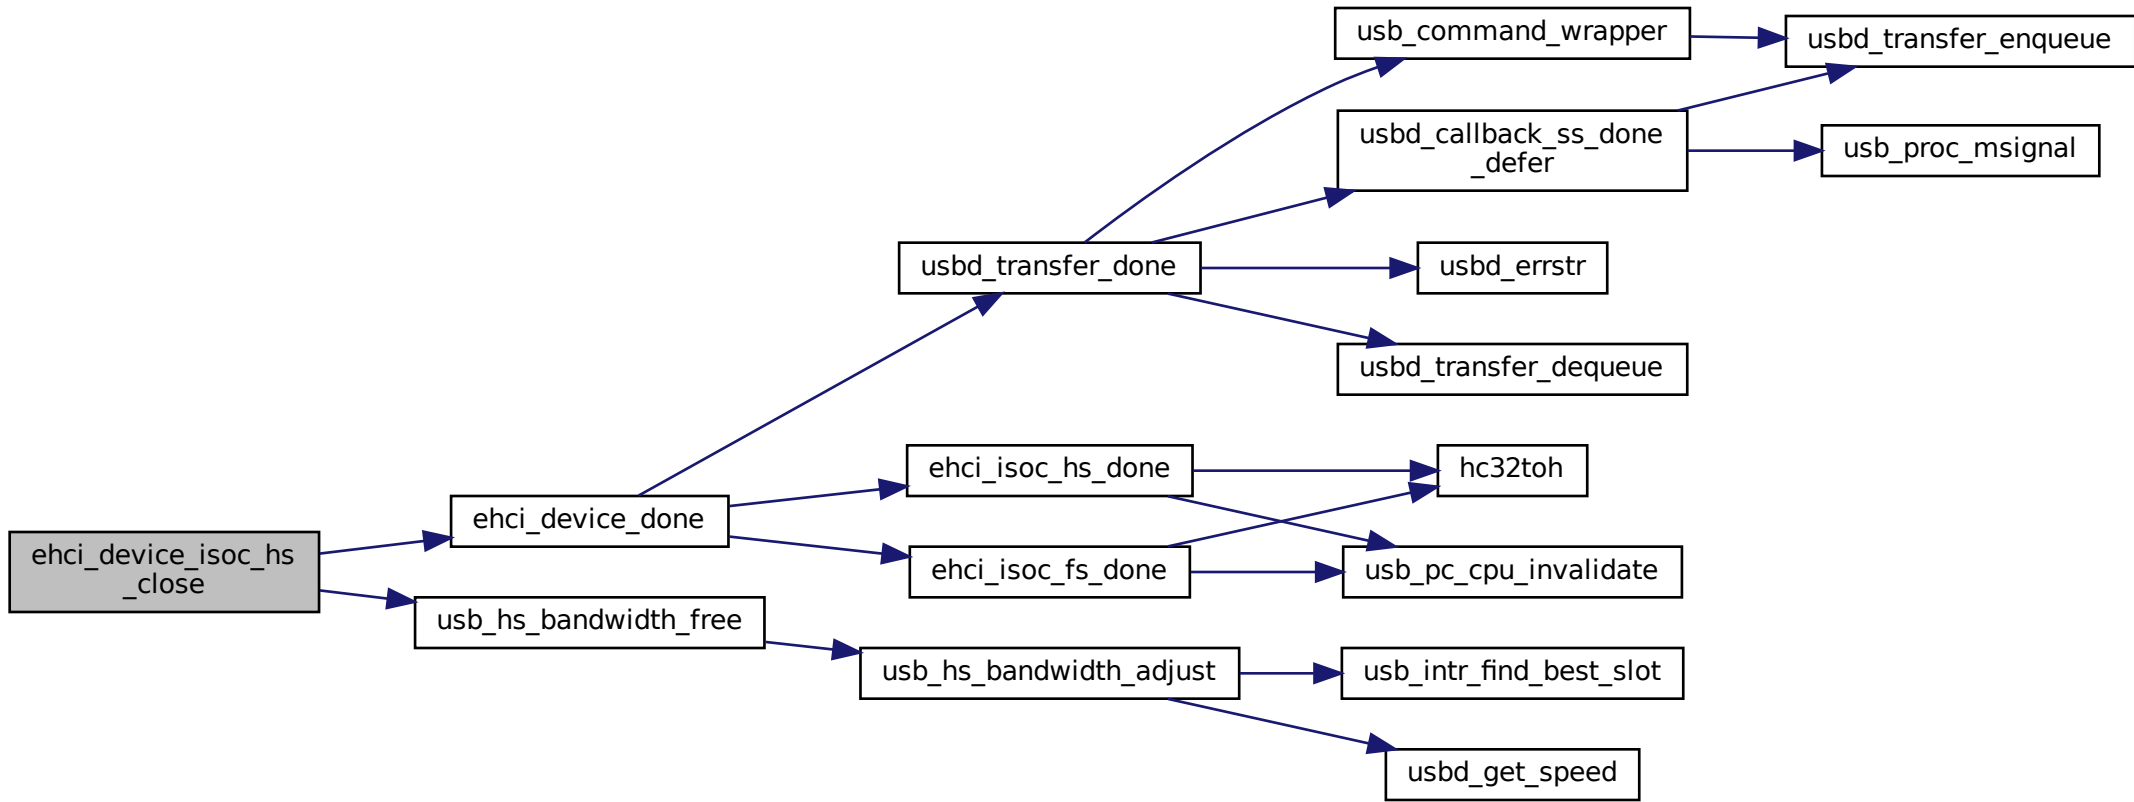 usb_command_wrapper
usbd_transfer_enqueue
usbd_callback_ss_done
_defer
usb_proc_msignal
usbd_transfer_done
usbd_errstr
usbd_transfer_dequeue
ehci_isoc_hs_done
hc32toh
ehci_device_done
ehci_device_isoc_hs
_close
ehci_isoc_fs_done
usb_pc_cpu_invalidate
usb_hs_bandwidth_free
usb_hs_bandwidth_adjust
usb_intr_find_best_slot
usbd_get_speed